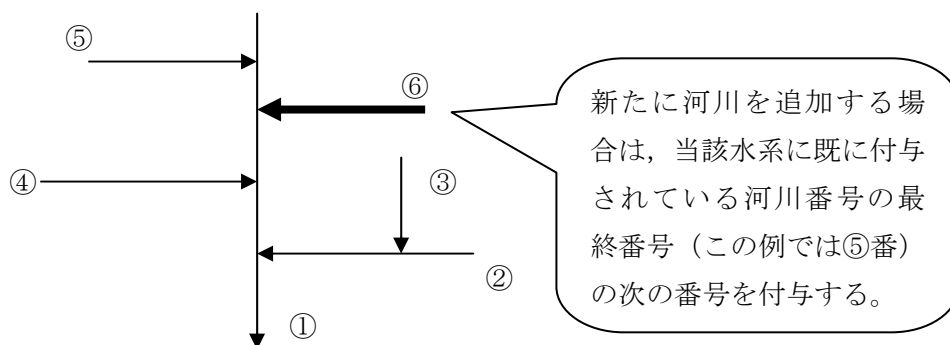 ⑤
⑥
新たに河川を追加する場
合は，当該水系に既に付与
されている河川番号の最
終番号（この例では⑤番）
の次の番号を付与する。
④
③
②
①